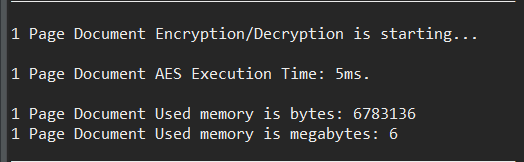 1 Page Document Encryption/Decryption is starting...
1 Page Document AES Execution Time: 5ms.
1 Page Document Used memory is bytes: 6783136
1 Page Document Used memory is megabytes: 6